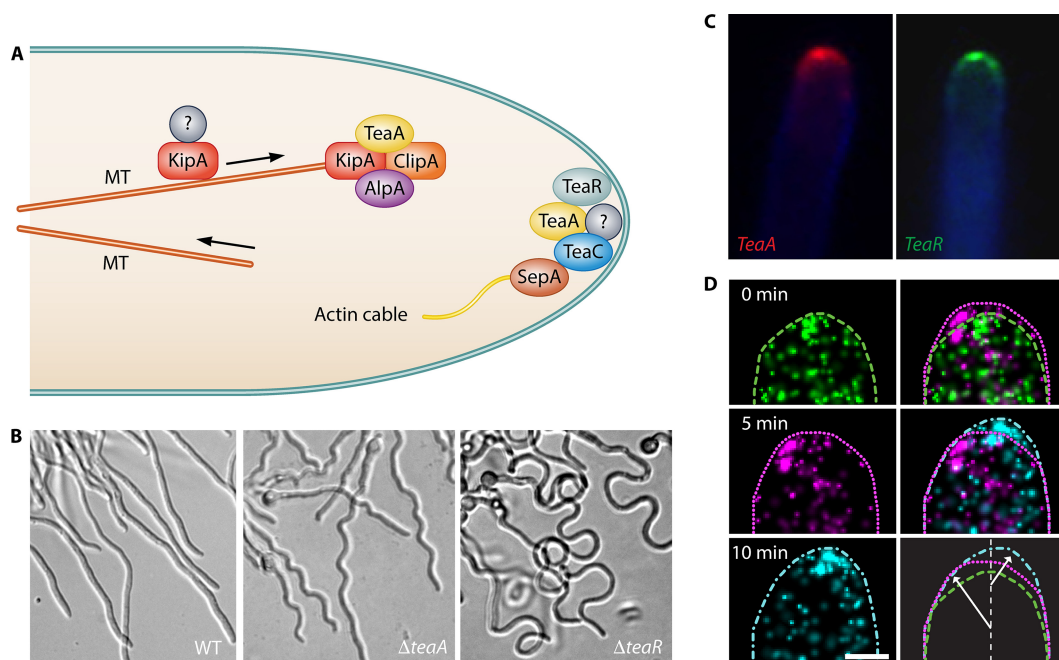 A
?
KipA
MT
TeaA
KipA
ClipA
AlpA
TeaR
TeaA
?
TeaC
SepA
MT
Actin cable
B
WT
ΔteaA
ΔteaR
C
TeaA
TeaR
D
0 min
5 min
10 min